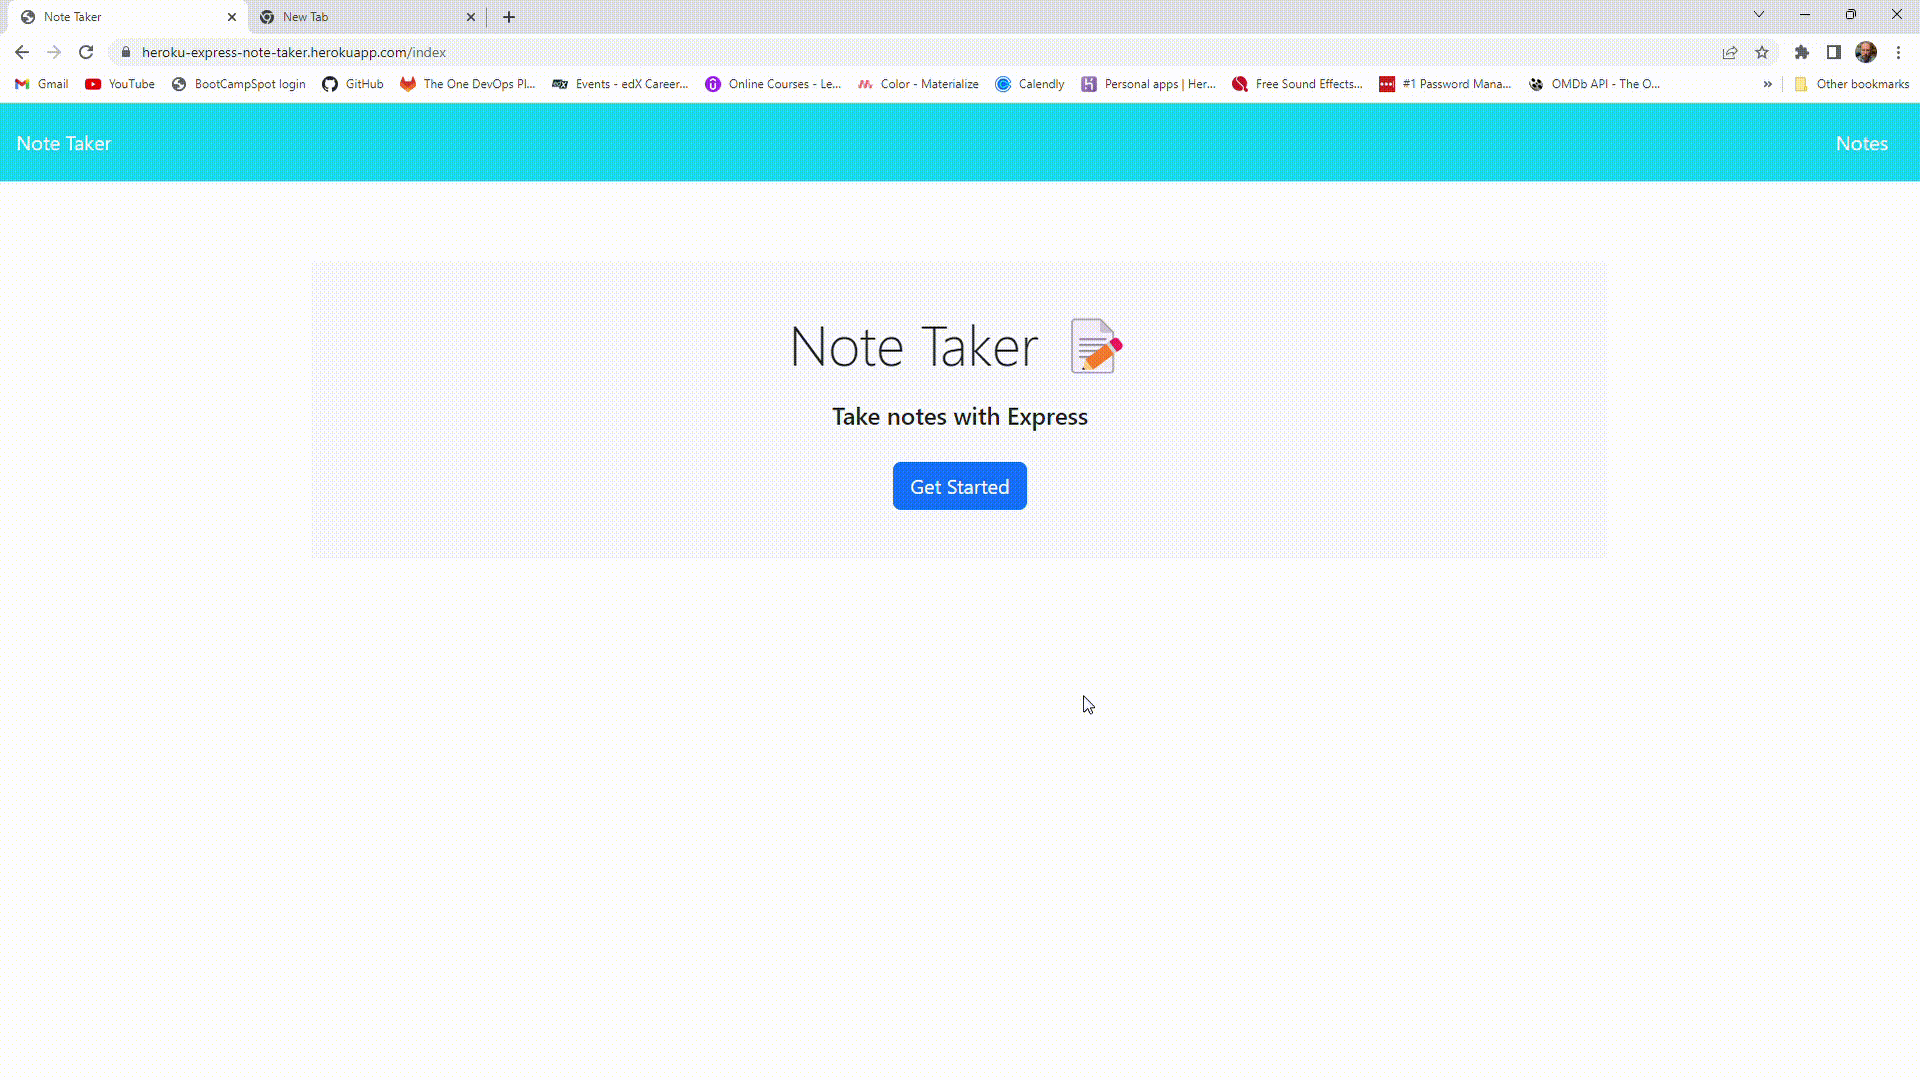 Note Taker
New Tab
heroku-express-note-taker.herokuapp.com/index
Gmail
YouTube
BootCampSpot login
GitHub
The One DevOps Pl...
Events - edX Career...
Online Courses - Le...
Color - Materialize
Calendly
Personal apps | Her...
Free Sound Effects...
#1 Password Mana...
OMDb API - The O...
»
Other bookmarks
Note Taker
Notes
Note Taker
Take notes with Express
Get Started